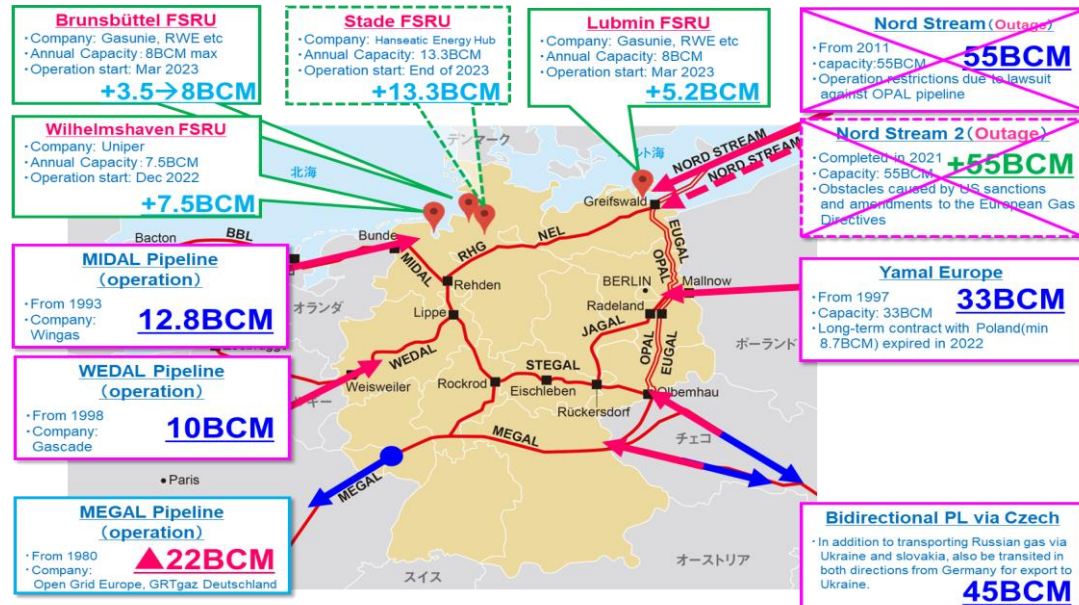 Brunsbüttel FSRU
・Company: Gasunie, RWE etc
・Annual Capacity: 8BCM max
・Operation start: Mar 2023
+3.5→8BCM
Stade FSRU
・Company: Hanseatic Energy Hub
・Annual Capacity: 13.3BCM
・Operation start: End of 2023
+13.3BCM
Lubmin FSRU
・Company: Gasunie, RWE etc
・Annual Capacity: 8BCM
・Operation start: Mar 2023
+5.2BCM
Nord Stream(Outage)
・From 2011
・capacity:55BCM
55BCM
・Operation restrictions due to lawsuit
against OPAL pipeline
Wilhelmshaven FSRU
・Company: Uniper
・Annual Capacity: 7.5BCM
・Operation start: Dec 2022
+7.5BCM
Nord Stream 2(Outage)
・Completed in 2021
・Capacity: 55BCM
+55BCM
・Obstacles caused by US sanctions
and amendments to the European Gas
Directives
デンマーク
北海
ルト海
NORD STREAM
NORD STREAM
Greifswald
Bacton
BBL
Bunde
RHG
NEL
MIDAL
Rehden
EUGAL
OPAL
BERLIN
Mallnow
オランダ
Lippe
Radeland
JAGAL
ポーランド
WEDAL
Weisweiler
Rockrod
STEGAL
Eischleben
Rückersdorf
OPAL
EUGAL
Olbernhau
MEGAL
チェコ
MEGAL
Paris
スイス
オーストリア
MIDAL Pipeline
(operation)
・From 1993
・Company:
Wingas
12.8BCM
WEDAL Pipeline
(operation)
・From 1998
・Company:
Gascade
10BCM
MEGAL Pipeline
(operation)
・From 1980
・Company:
Open Grid Europe, GRTgaz Deutschland
▲22BCM
Yamal Europe
・From 1997
・Capacity: 33BCM
33BCM
・Long-term contract with Poland(min
8.7BCM) expired in 2022
Bidirectional PL via Czech
・In addition to transporting Russian gas via
Ukraine and slovakia, also be transited in
both directions from Germany for export to
Ukraine.
45BCM